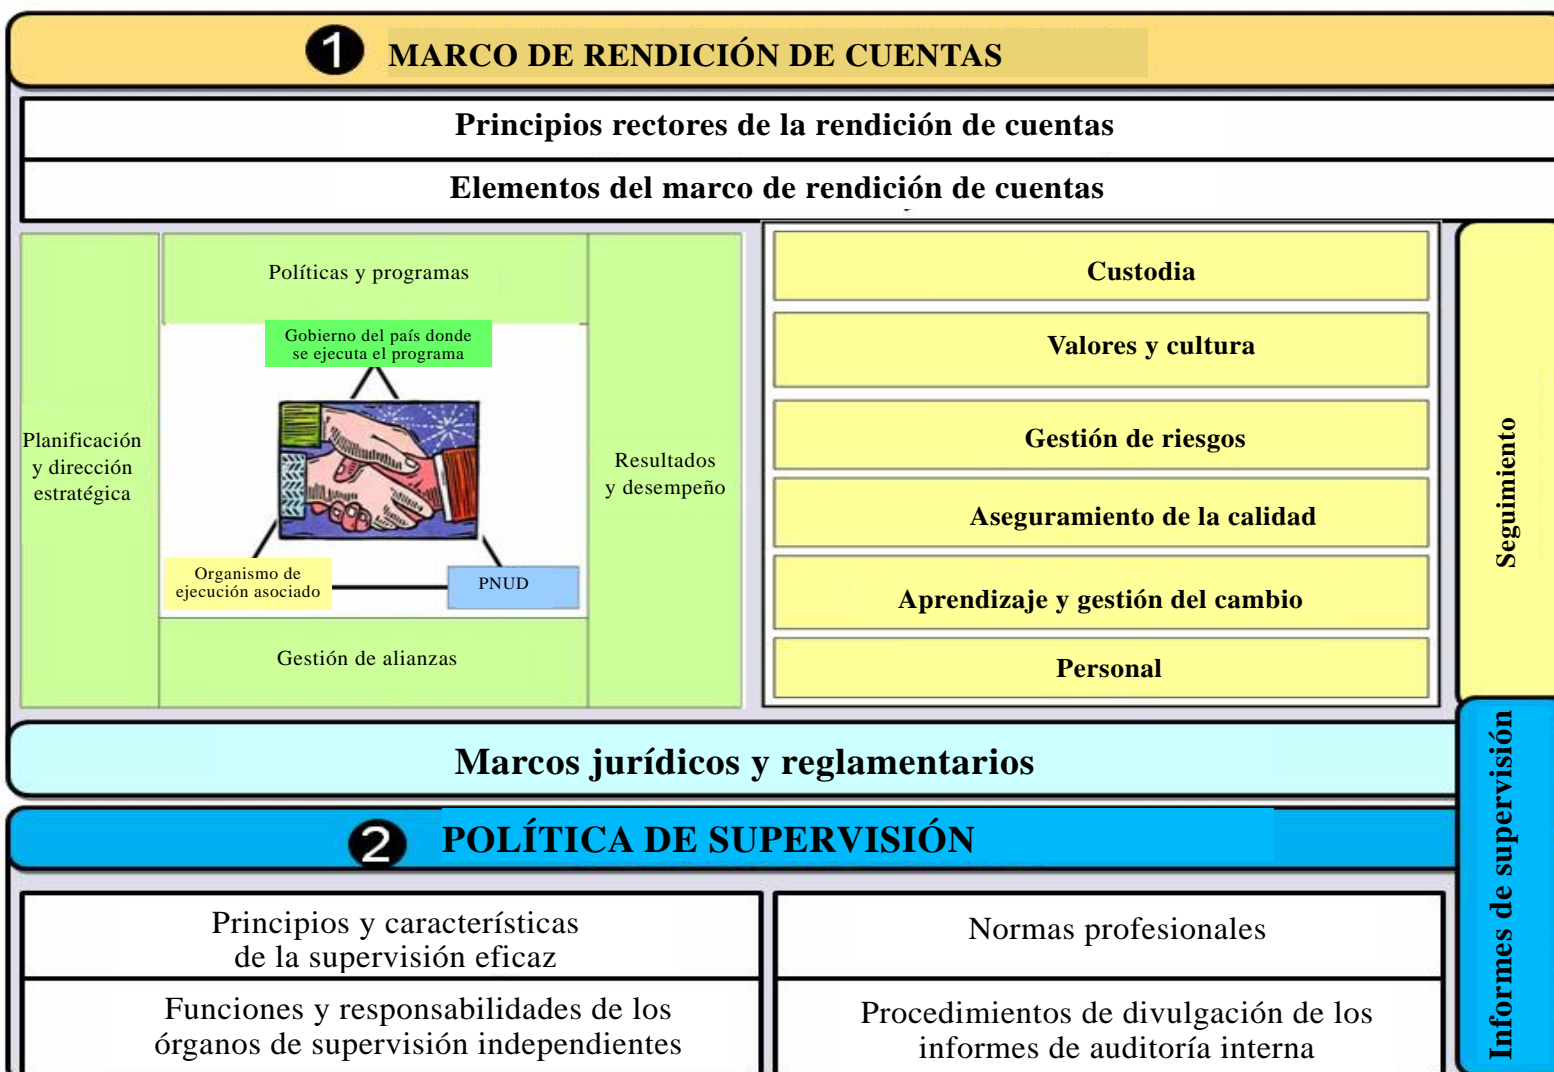 1 MARCO DE RENDICIÓN DE CUENTAS
Principios rectores de la rendición de cuentas
Elementos del marco de rendición de cuentas
Planificación
y dirección
estratégica
Políticas y programas
Gobierno del país donde
se ejecuta el programa
Organismo de
ejecución asociado
PNUD
Gestión de alianzas
Resultados
y desempeño
Custodia
Valores y cultura
Gestión de riesgos
Aseguramiento de la calidad
Aprendizaje y gestión del cambio
Personal
Seguimiento
Marcos jurídicos y reglamentarios
2 POLÍTICA DE SUPERVISIÓN
Principios y características
de la supervisión eficaz
Normas profesionales
Funciones y responsabilidades de los
órganos de supervisión independientes
Procedimientos de divulgación de los
informes de auditoría interna
Informes de supervisión